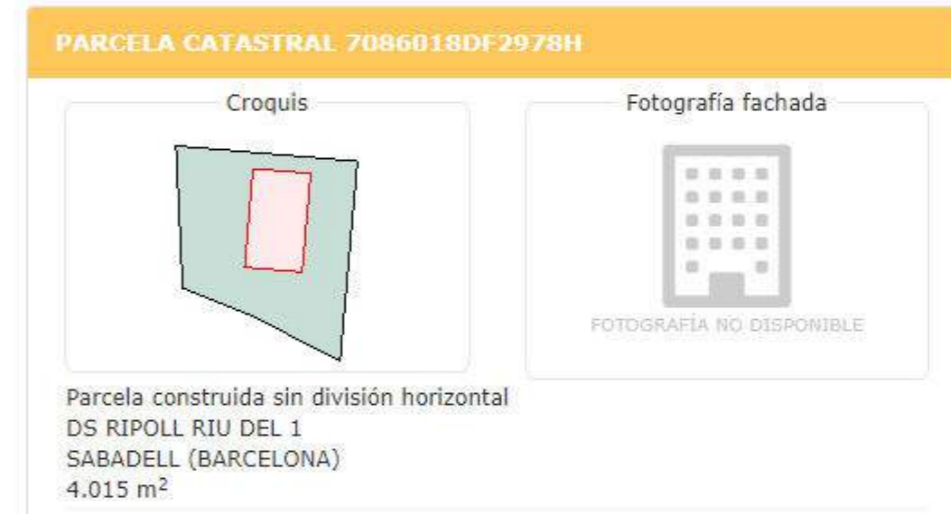 PARCELA CATASTRAL 7086018DF2978H
Croquis
Fotografía fachada
FOTOGRAFÍA NO DISPONIBLE
Parcela construida sin división horizontal
DS RIPOLL RIU DEL 1
SABADELL (BARCELONA)
4.015 m²